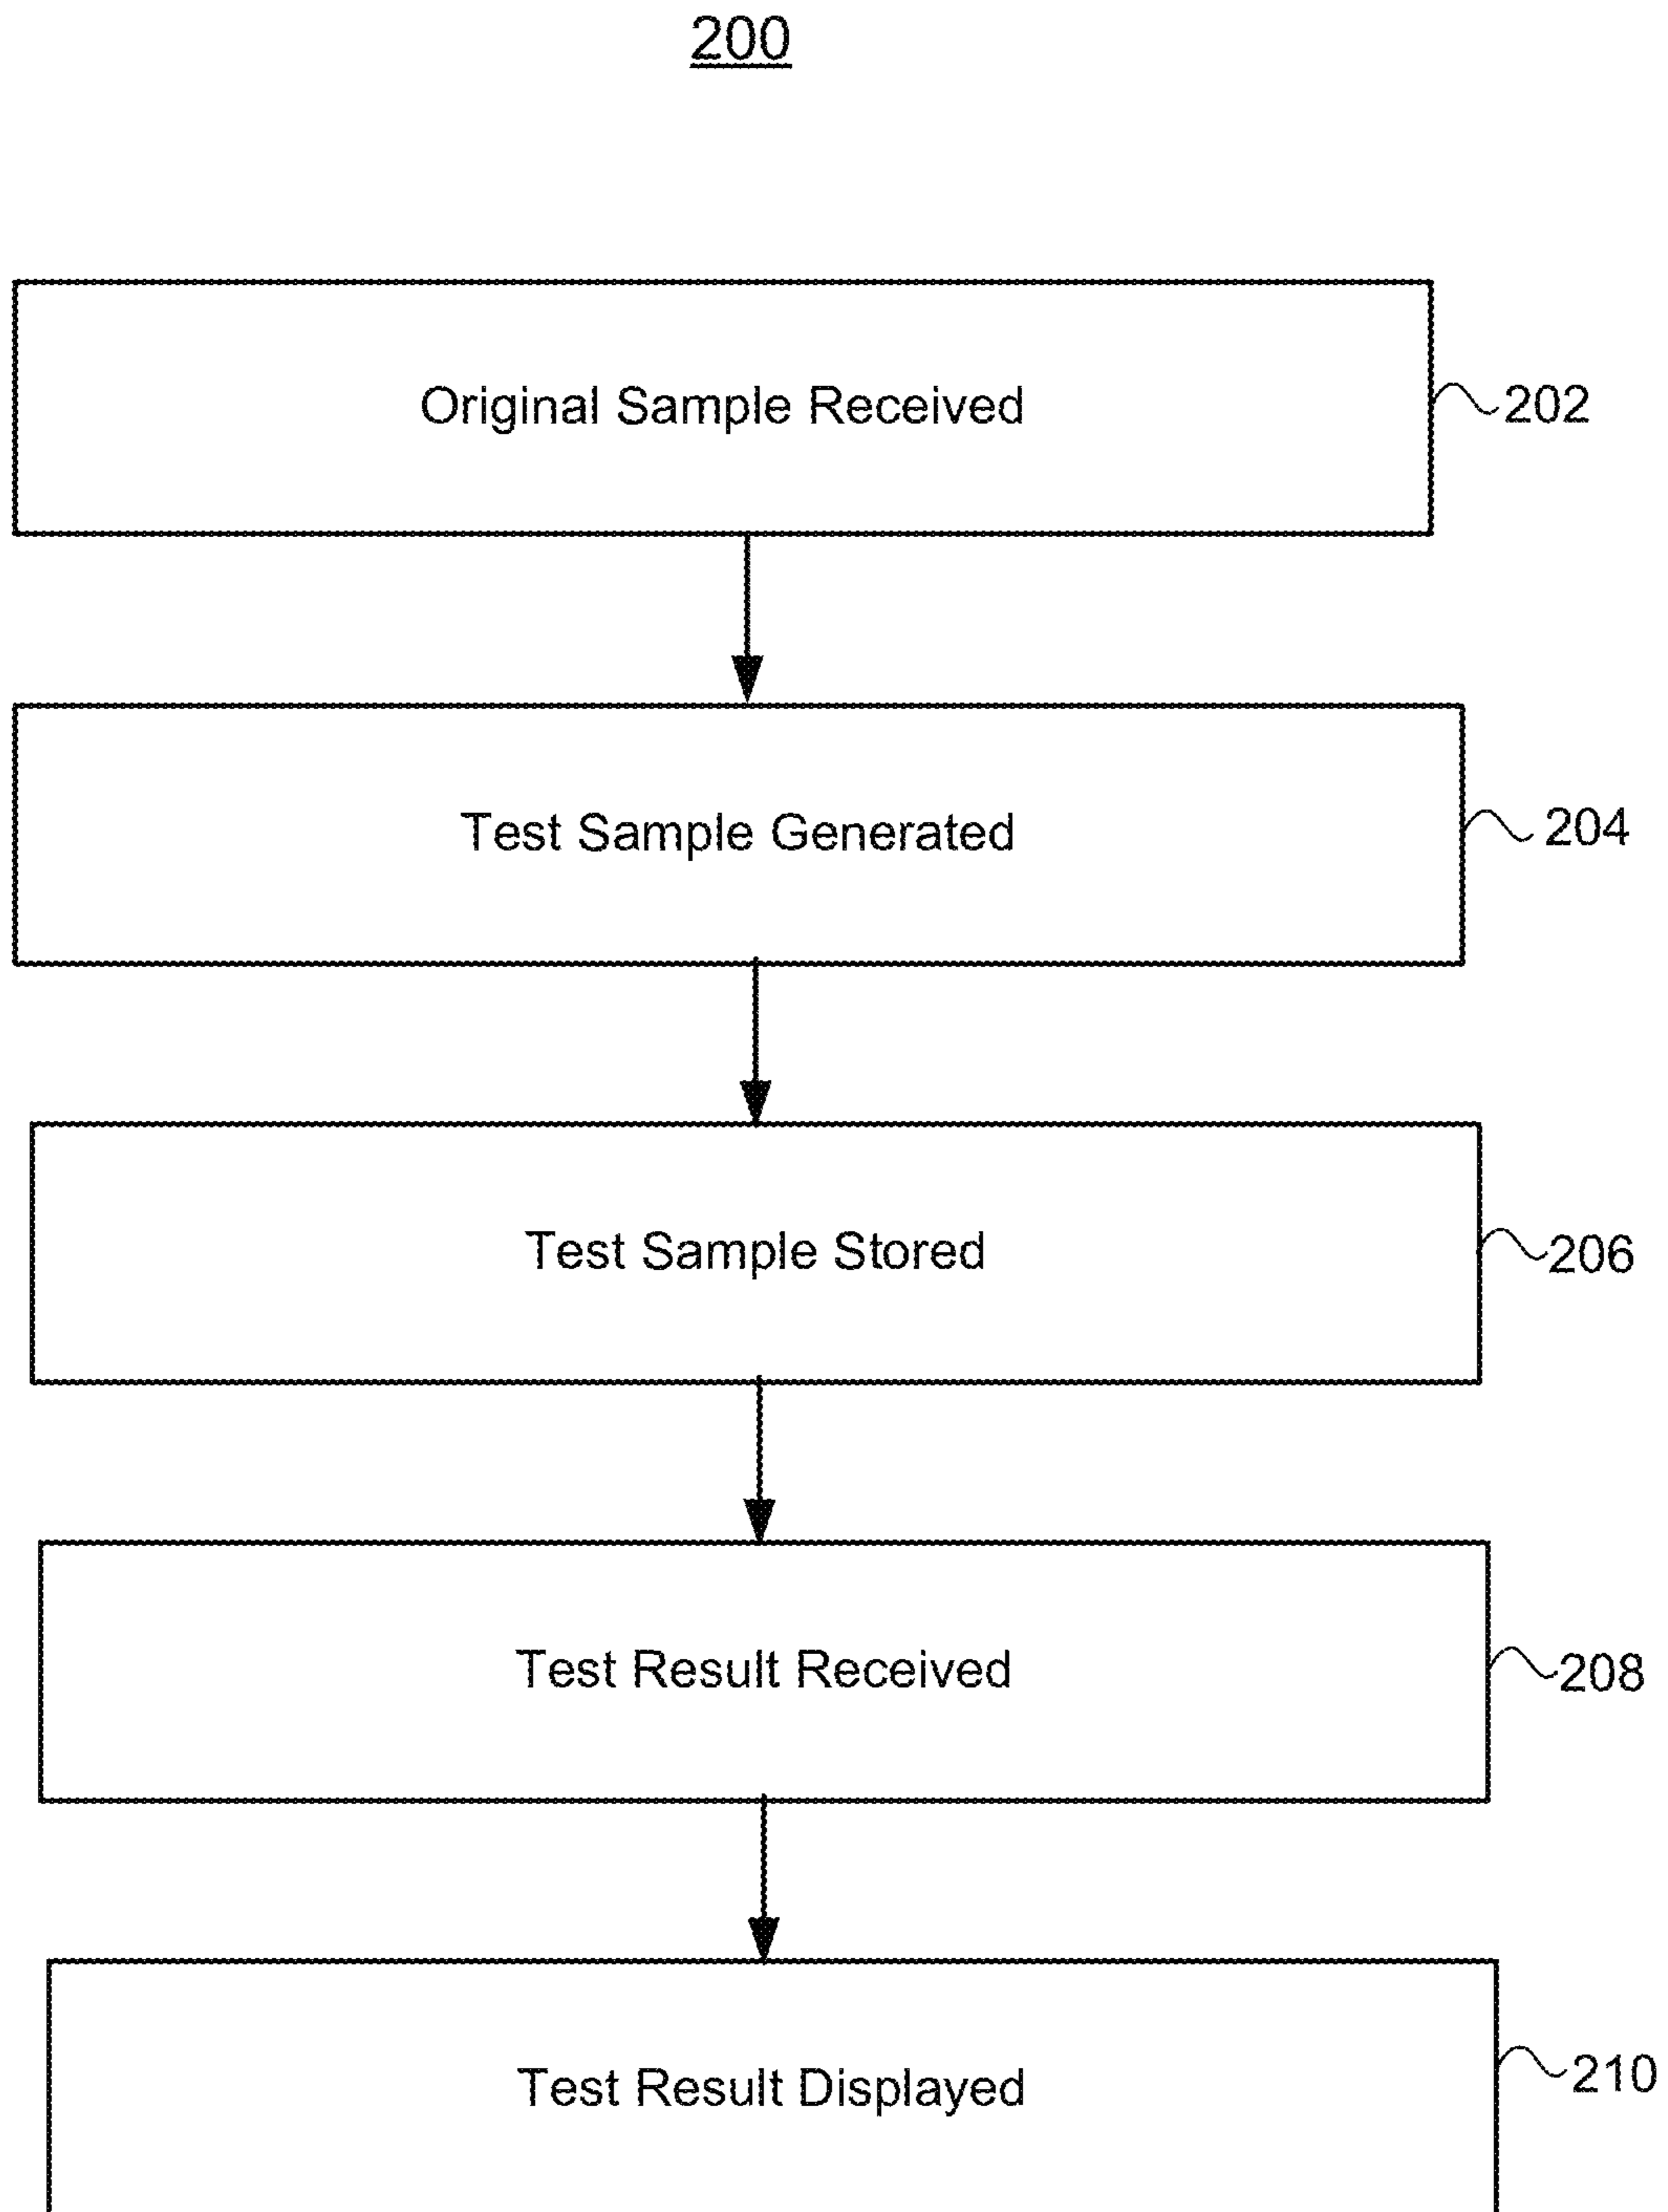 200
Original Sample Received
202
Test Sample Generated
204
Test Sample Stored
206
Test Result Received
208
Test Result Displayed
210